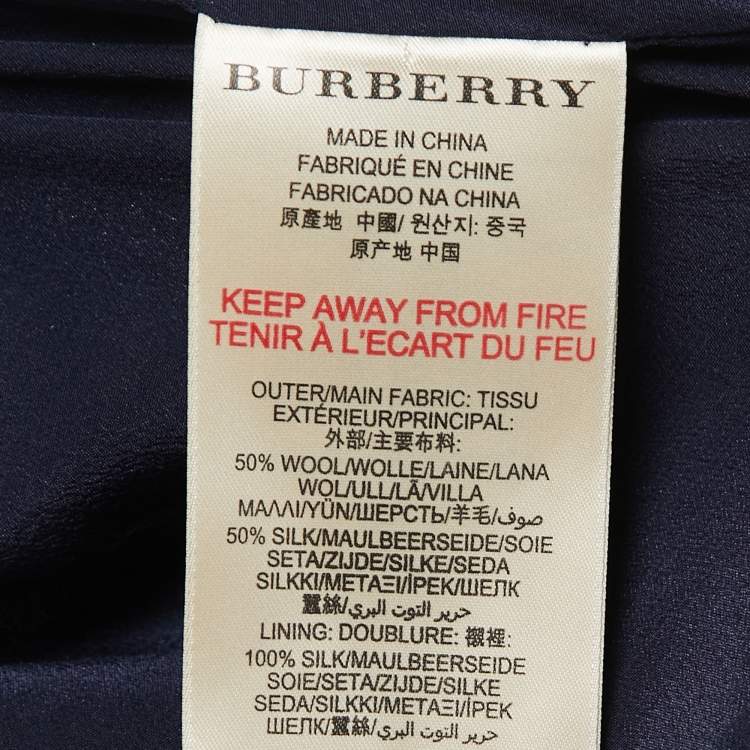 BURBERRY
MADE IN CHINA
FABRIQUÉ EN CHINE
FABRICADO NA CHINA
原產地 中國/ 원산지: 중국
原产地 中国
KEEP AWAY FROM FIRE
TENIR À L'ECART DU FEU
OUTER/MAIN FABRIC: TISSU
EXTÉRIEUR/PRINCIPAL:
外部/主要布料:
50% WOOL/WOLLE/LAINE/LANA
WOL/ULL/LÃ/VILLA
ΜΑΛΛΙ/YÜN/ШЕРСТЬ/羊毛/صوف
50% SILK/MAULBEERSEIDE/SOIE
SETA/ZIJDE/SILKE/SEDA
SILKKI/ΜΕΤΑΞΙ/İPEK/ШЕЛК
蠶絲/حرير التوت البري/
LINING: DOUBLURE: 襯裡:
100% SILK/MAULBEERSEIDE
SOIE/SETA/ZIJDE/SILKE
SEDA/SILKKI/ΜΕΤΑΞΙ/İPEK
ШЕЛК/蠶絲/حرير التوت البري